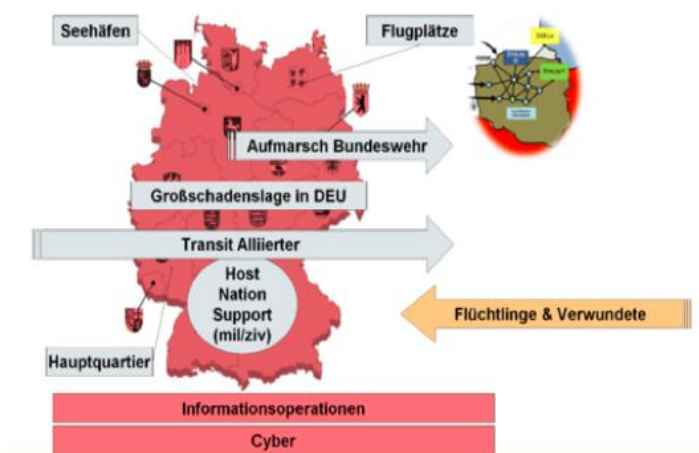 Seehäfen
Flugplätze
Aufmarsch Bundeswehr
Großschadenslage in DEU
Transit Alliierter
Host
Nation
Support
(mil/ziv)
Flüchtlinge & Verwundete
Hauptquartier
Informationsoperationen
Cyber